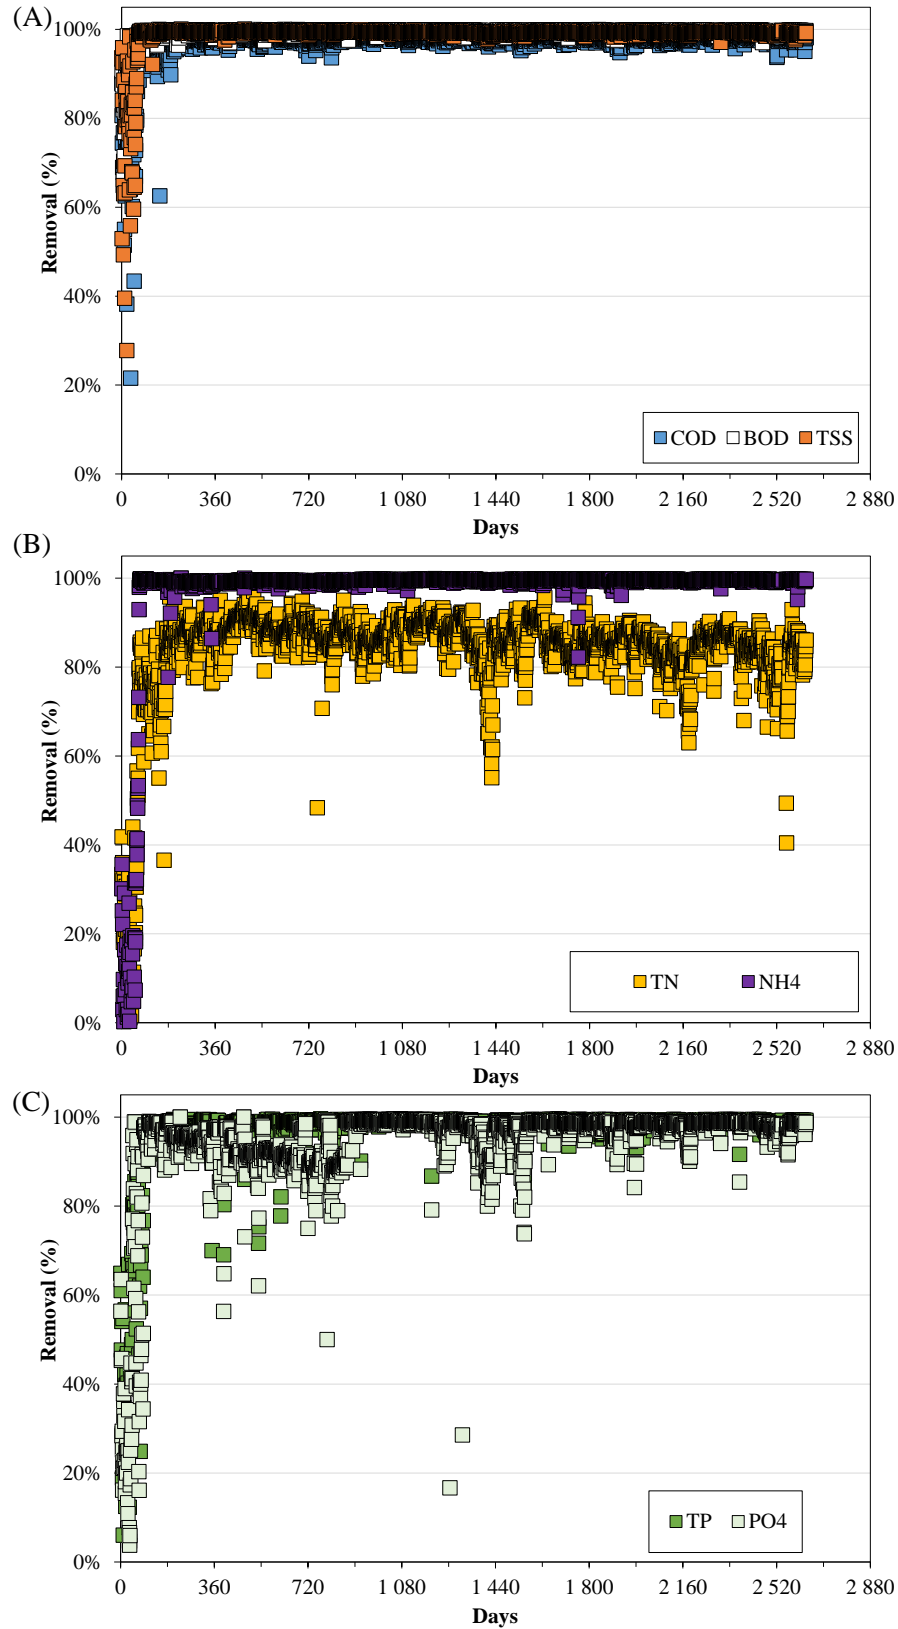 (A)
100%
80%
60%
40%
20%
0%
Removal (%)
COD BOD TSS
0 360 720 1 080 1 440 1 800 2 160 2 520 2 880
Days
(B)
100%
80%
60%
40%
20%
0%
Removal (%)
TN NH4
0 360 720 1 080 1 440 1 800 2 160 2 520 2 880
Days
(C)
100%
80%
60%
40%
20%
0%
Removal (%)
TP PO4
0 360 720 1 080 1 440 1 800 2 160 2 520 2 880
Days